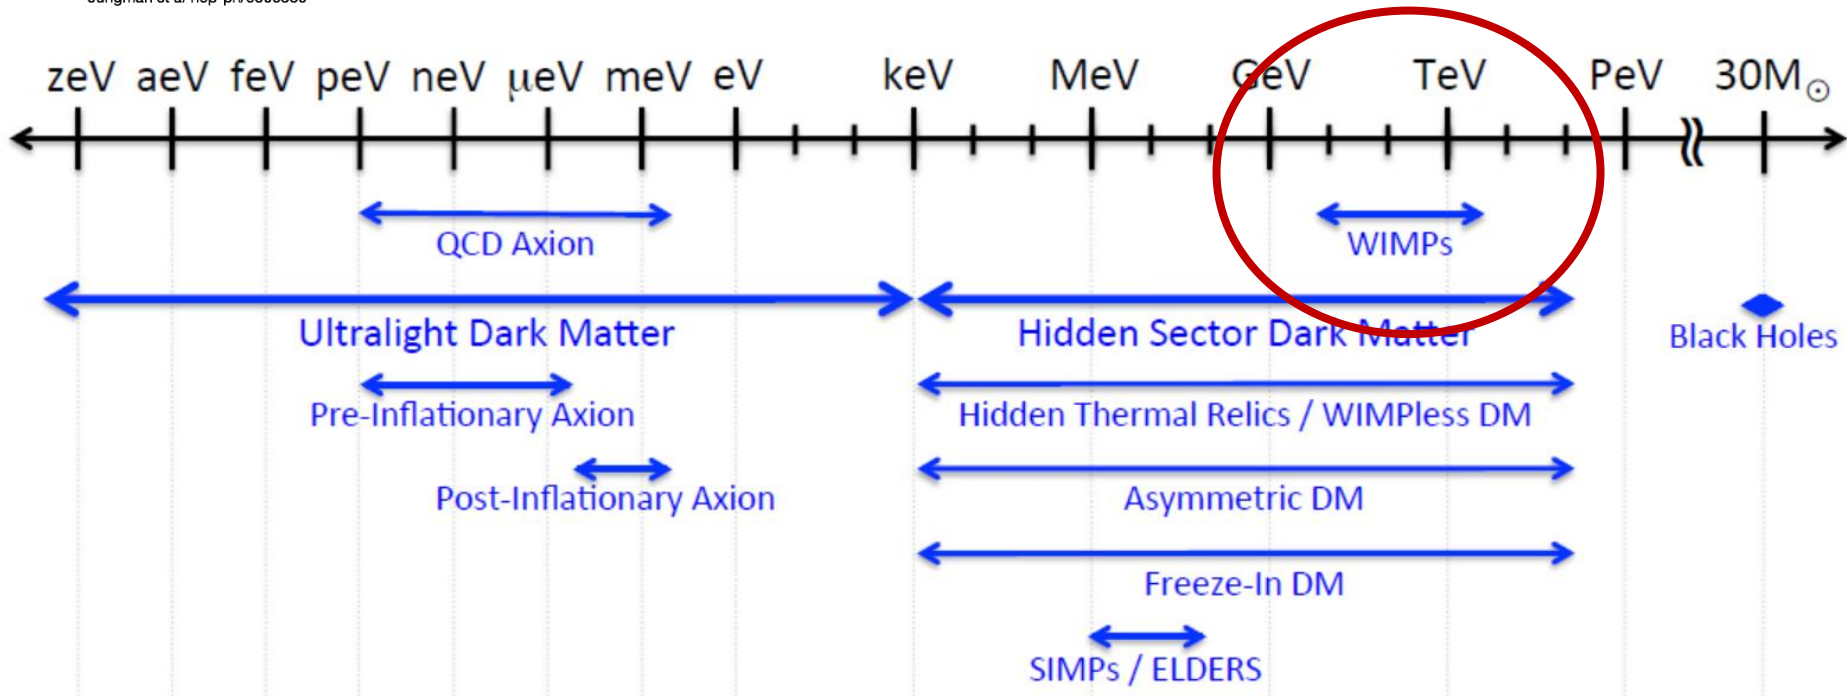 zeV aeV feV peV neV μeV meV eV keV MeV GeV TeV PeV 30M☉
QCD Axion WIMPs
Ultralight Dark Matter Hidden Sector Dark Matter Black Holes
Pre-Inflationary Axion Hidden Thermal Relics / WIMPless DM
Post-Inflationary Axion Asymmetric DM
Freeze-In DM
SIMPs / ELDERS